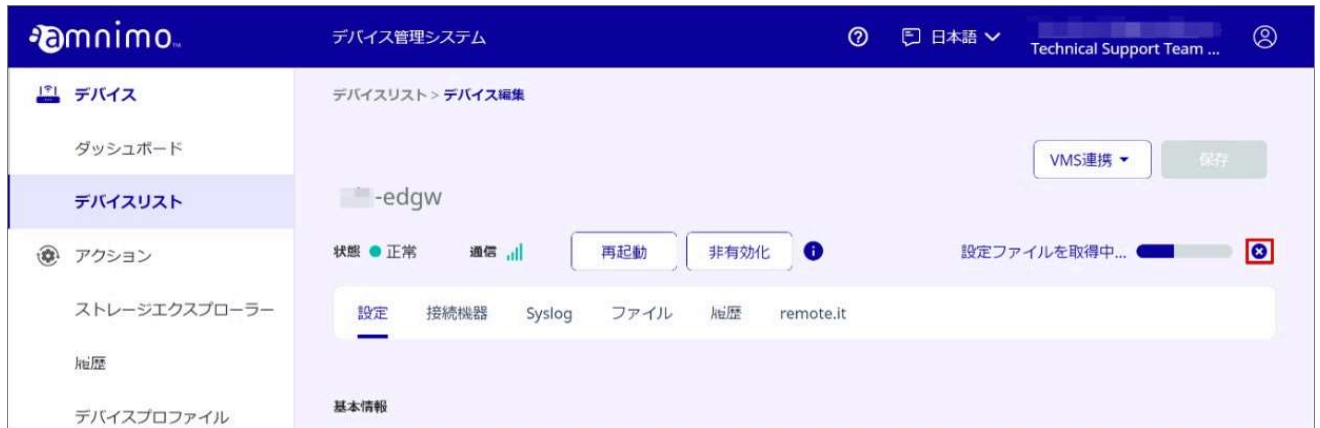 amnimo
デバイス管理システム
日本語
Technical Support Team ...
デバイス
ダッシュボード
デバイスリスト
アクション
ストレージエクスプローラー
履歴
デバイスプロファイル
デバイスリスト > デバイス編集
VMS連携
保存
-edgw
状態 正常 通信 再起動 非有効化 設定ファイルを取得中...
設定 接続機器 Syslog ファイル 履歴 remote.it
基本情報